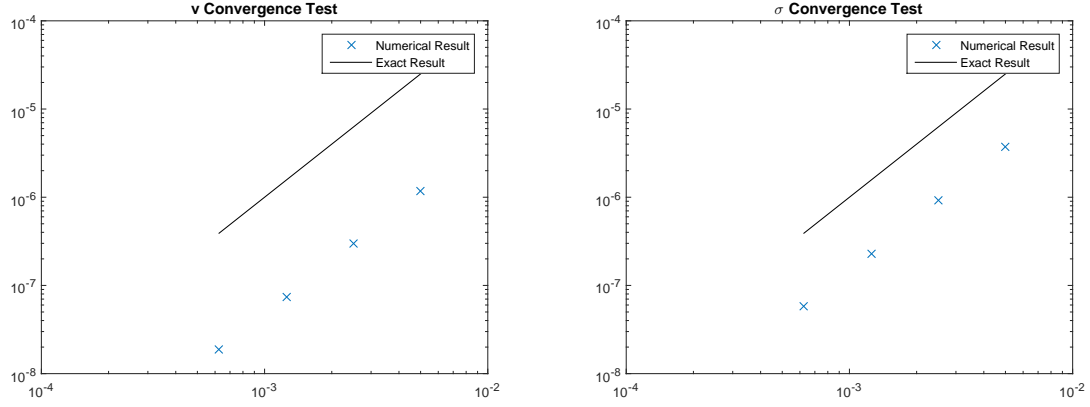 v Convergence Test
Numerical Result
Exact Result
10^-4
10^-5
10^-6
10^-7
10^-8
10^-4
10^-3
10^-2
σ Convergence Test
Numerical Result
Exact Result
10^-4
10^-5
10^-6
10^-7
10^-8
10^-4
10^-3
10^-2